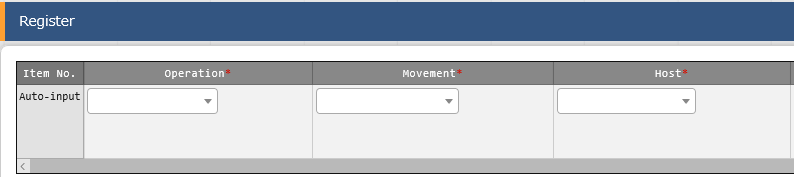 Register
Item No. Operation* Movement* Host*
Auto-input